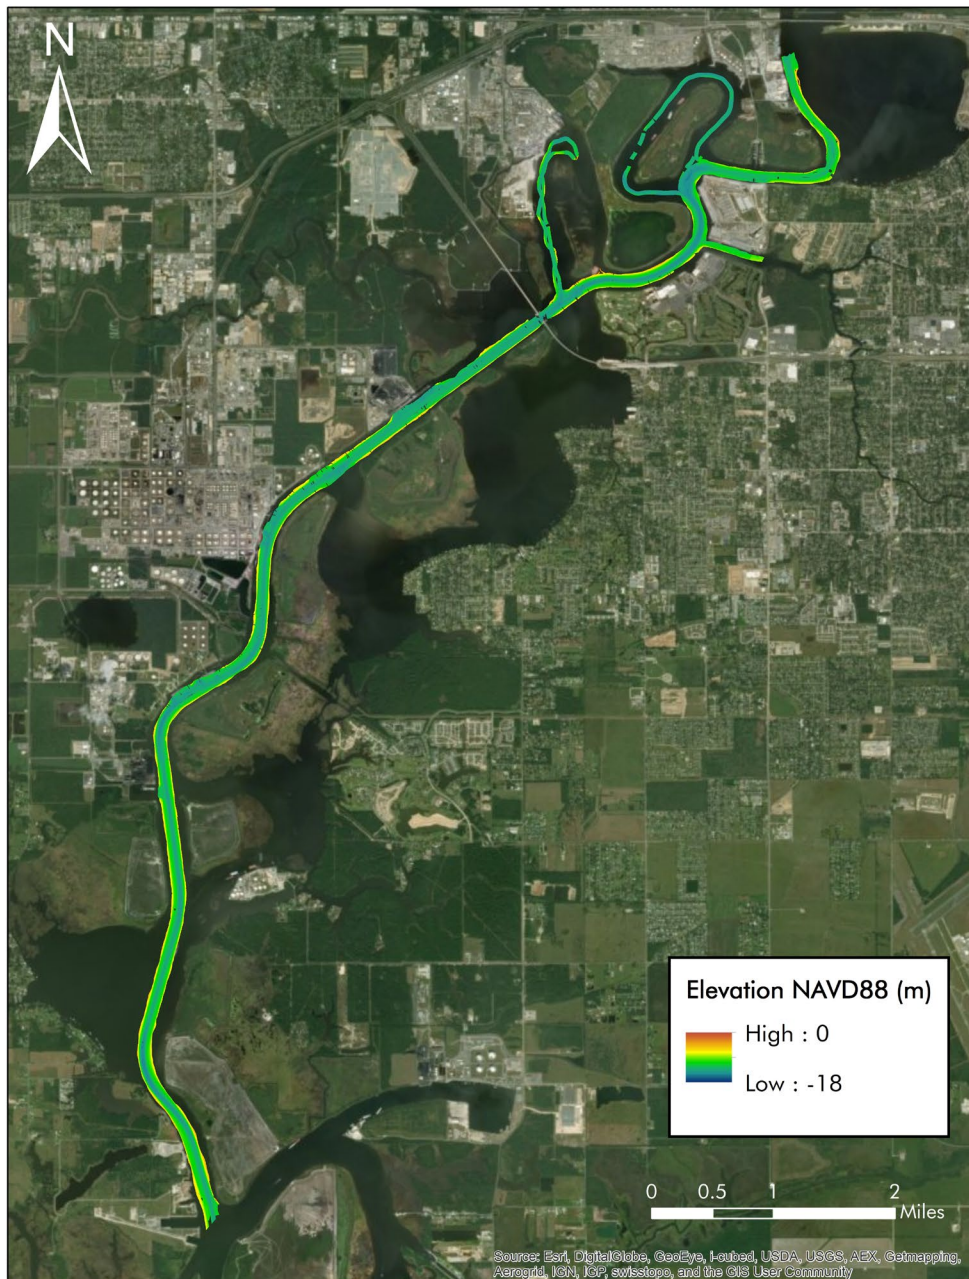 N
Elevation NAVD88 (m)
High : 0
Low : -18
0 0.5 1 2
Miles
Source: Esri, DigitalGlobe, GeoEye, i-cubed, USDA, USGS, AEX, Getmapping,
Aerogrid, IGN, IGP, swisstopo, and the GIS User Community